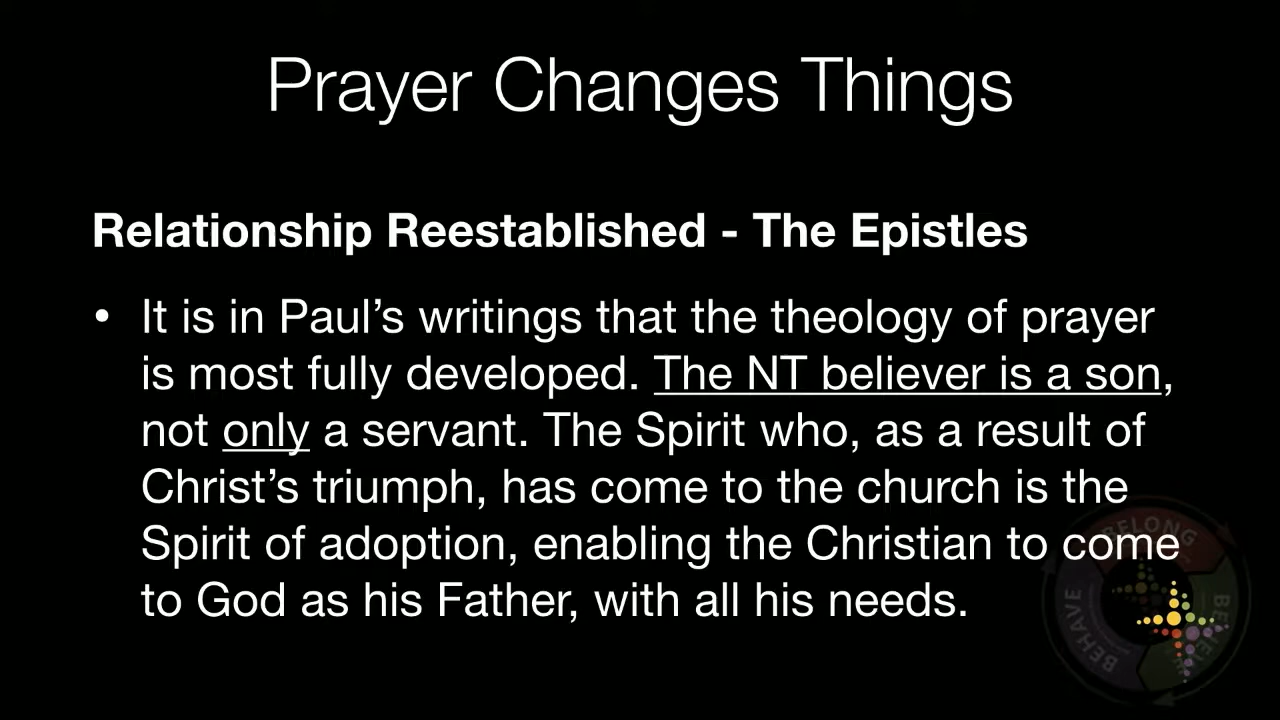 Prayer Changes Things
Relationship Reestablished - The Epistles
• It is in Paul’s writings that the theology of prayer
is most fully developed. The NT believer is a son,
not only a servant. The Spirit who, as a result of
Christ’s triumph, has come to the church is the
Spirit of adoption, enabling the Christian to come
to God as his Father, with all his needs.
BELONG
BEHAVE